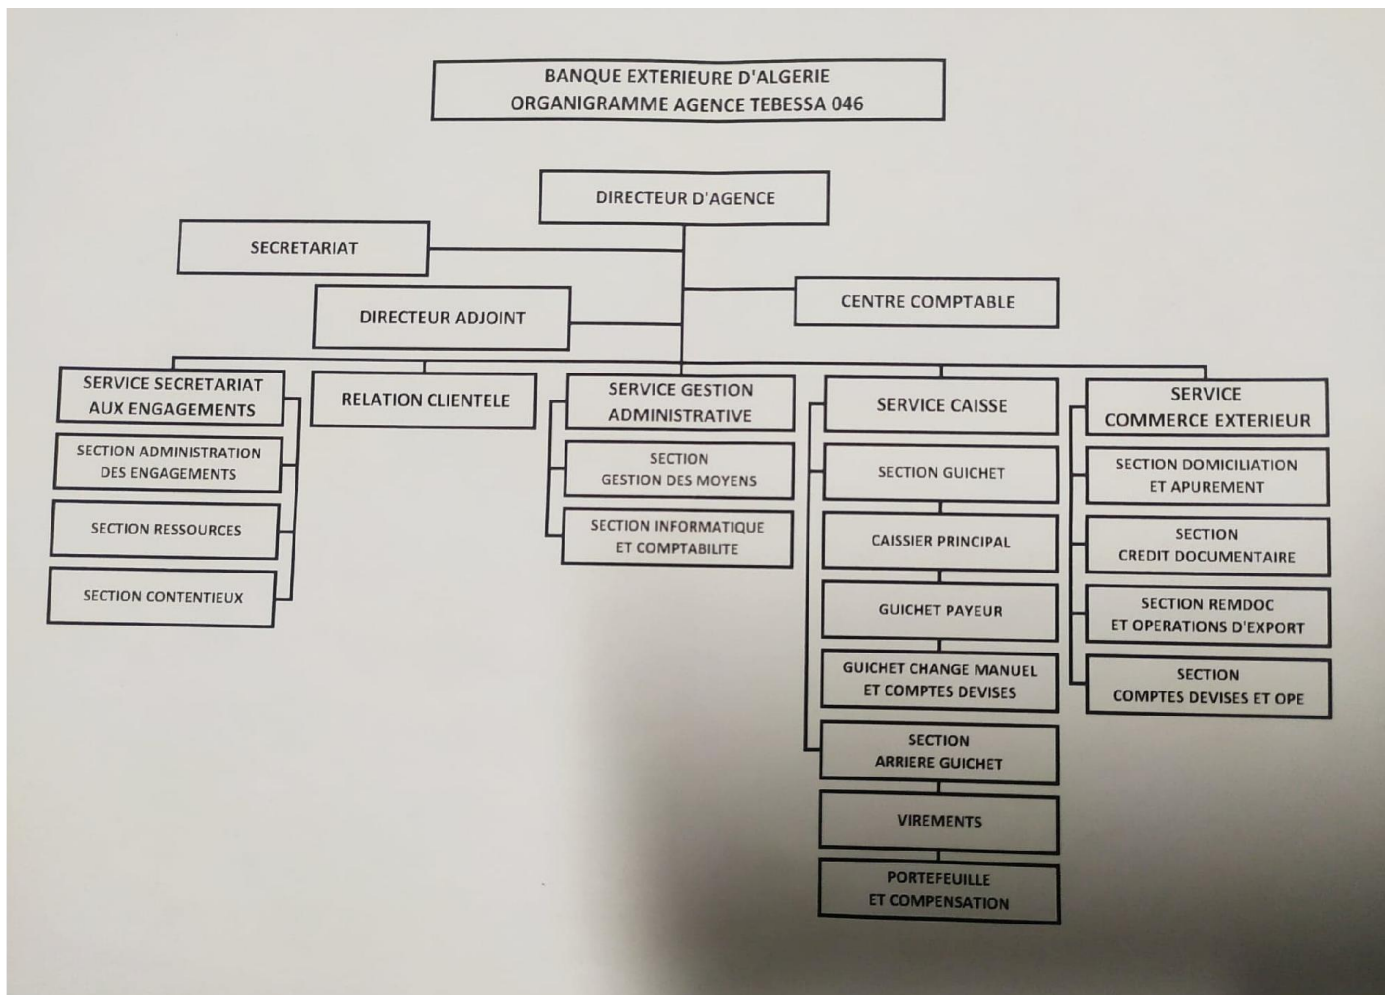 BANQUE EXTERIEURE D'ALGERIE
ORGANIGRAMME AGENCE TEBESSA 046
DIRECTEUR D'AGENCE
SECRETARIAT
CENTRE COMPTABLE
DIRECTEUR ADJOINT
SERVICE SECRETARIAT
AUX ENGAGEMENTS
SECTION ADMINISTRATION
DES ENGAGEMENTS
SECTION RESSOURCES
SECTION CONTENTIEUX
RELATION CLIENTELE
SERVICE GESTION
ADMINISTRATIVE
SECTION
GESTION DES MOYENS
SECTION INFORMATIQUE
ET COMPTABILITE
SERVICE CAISSE
SECTION GUICHET
CAISSIER PRINCIPAL
GUICHET PAYEUR
GUICHET CHANGE MANUEL
ET COMPTES DEVISES
SECTION
ARRIERE GUICHET
VIREMENTS
PORTEFEUILLE
ET COMPENSATION
SERVICE
COMMERCE EXTERIEUR
SECTION DOMICILIATION
ET APUREMENT
SECTION
CREDIT DOCUMENTAIRE
SECTION REMDOC
ET OPERATIONS D'EXPORT
SECTION
COMPTES DEVISES ET OPE